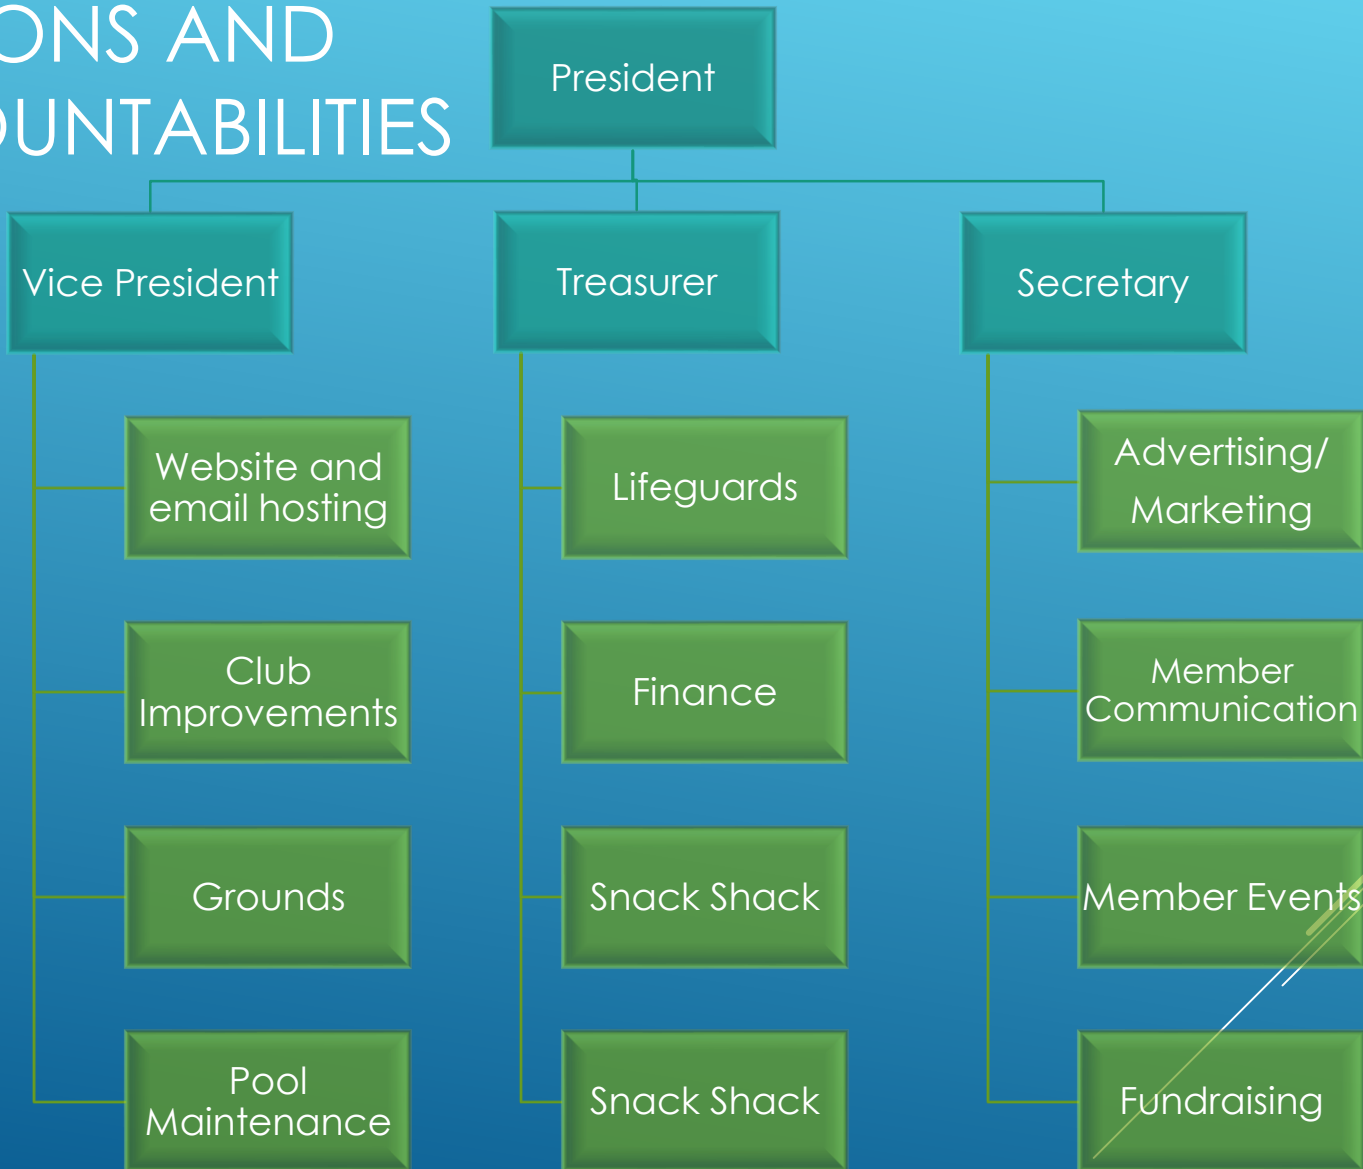 ONS AND
OUNTABILITIES
President
Vice President
Treasurer
Secretary
Website and
email hosting
Lifeguards
Advertising/
Marketing
Club
Improvements
Finance
Member
Communication
Grounds
Snack Shack
Member Events
Pool
Maintenance
Snack Shack
Fundraising